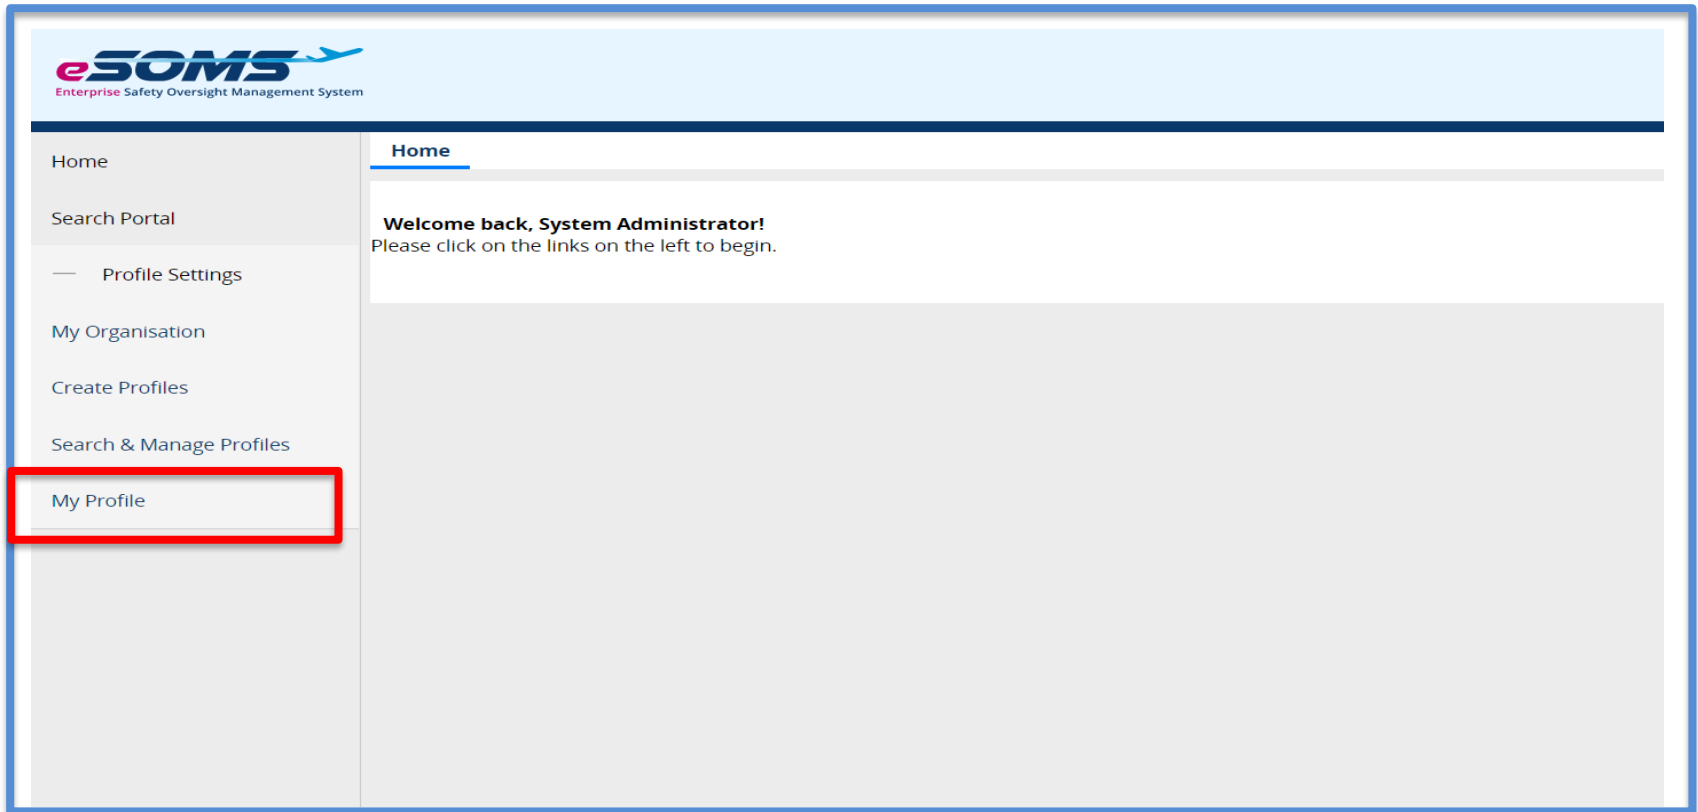 eSOMS
Enterprise Safety Oversight Management System
Home
Search Portal
— Profile Settings
My Organisation
Create Profiles
Search & Manage Profiles
My Profile
Home
Welcome back, System Administrator!
Please click on the links on the left to begin.